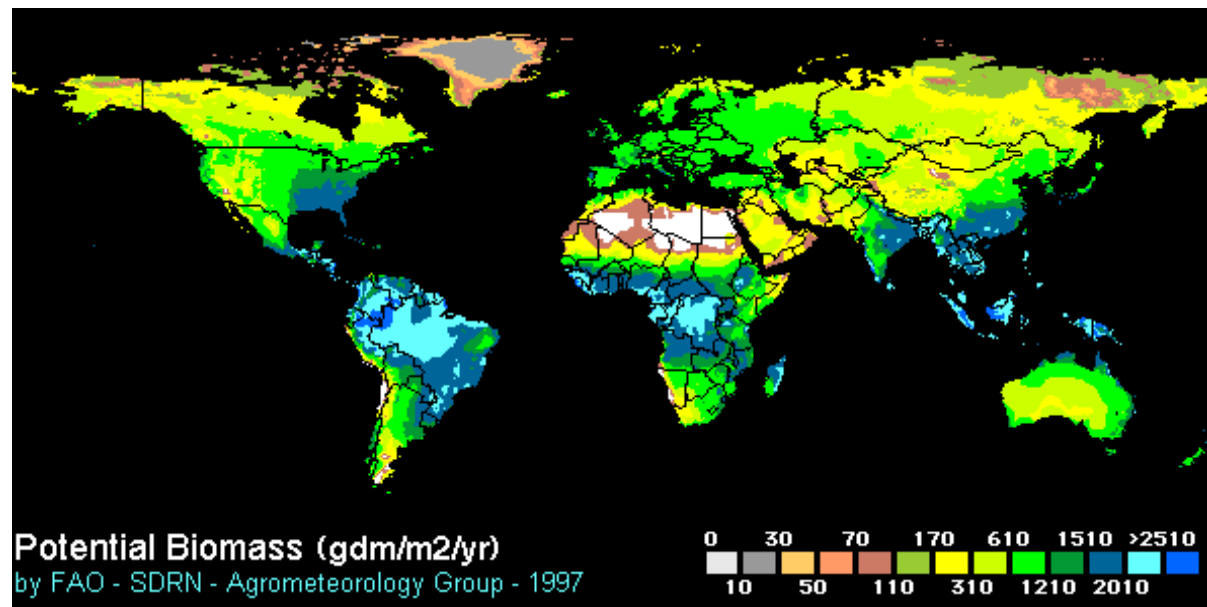 Potential Biomass (gdm/m2/yr)
by FAO - SDRN - Agrometeorology Group - 1997
0 30 70 170 610 1510 >2510
10 50 110 310 1210 2010